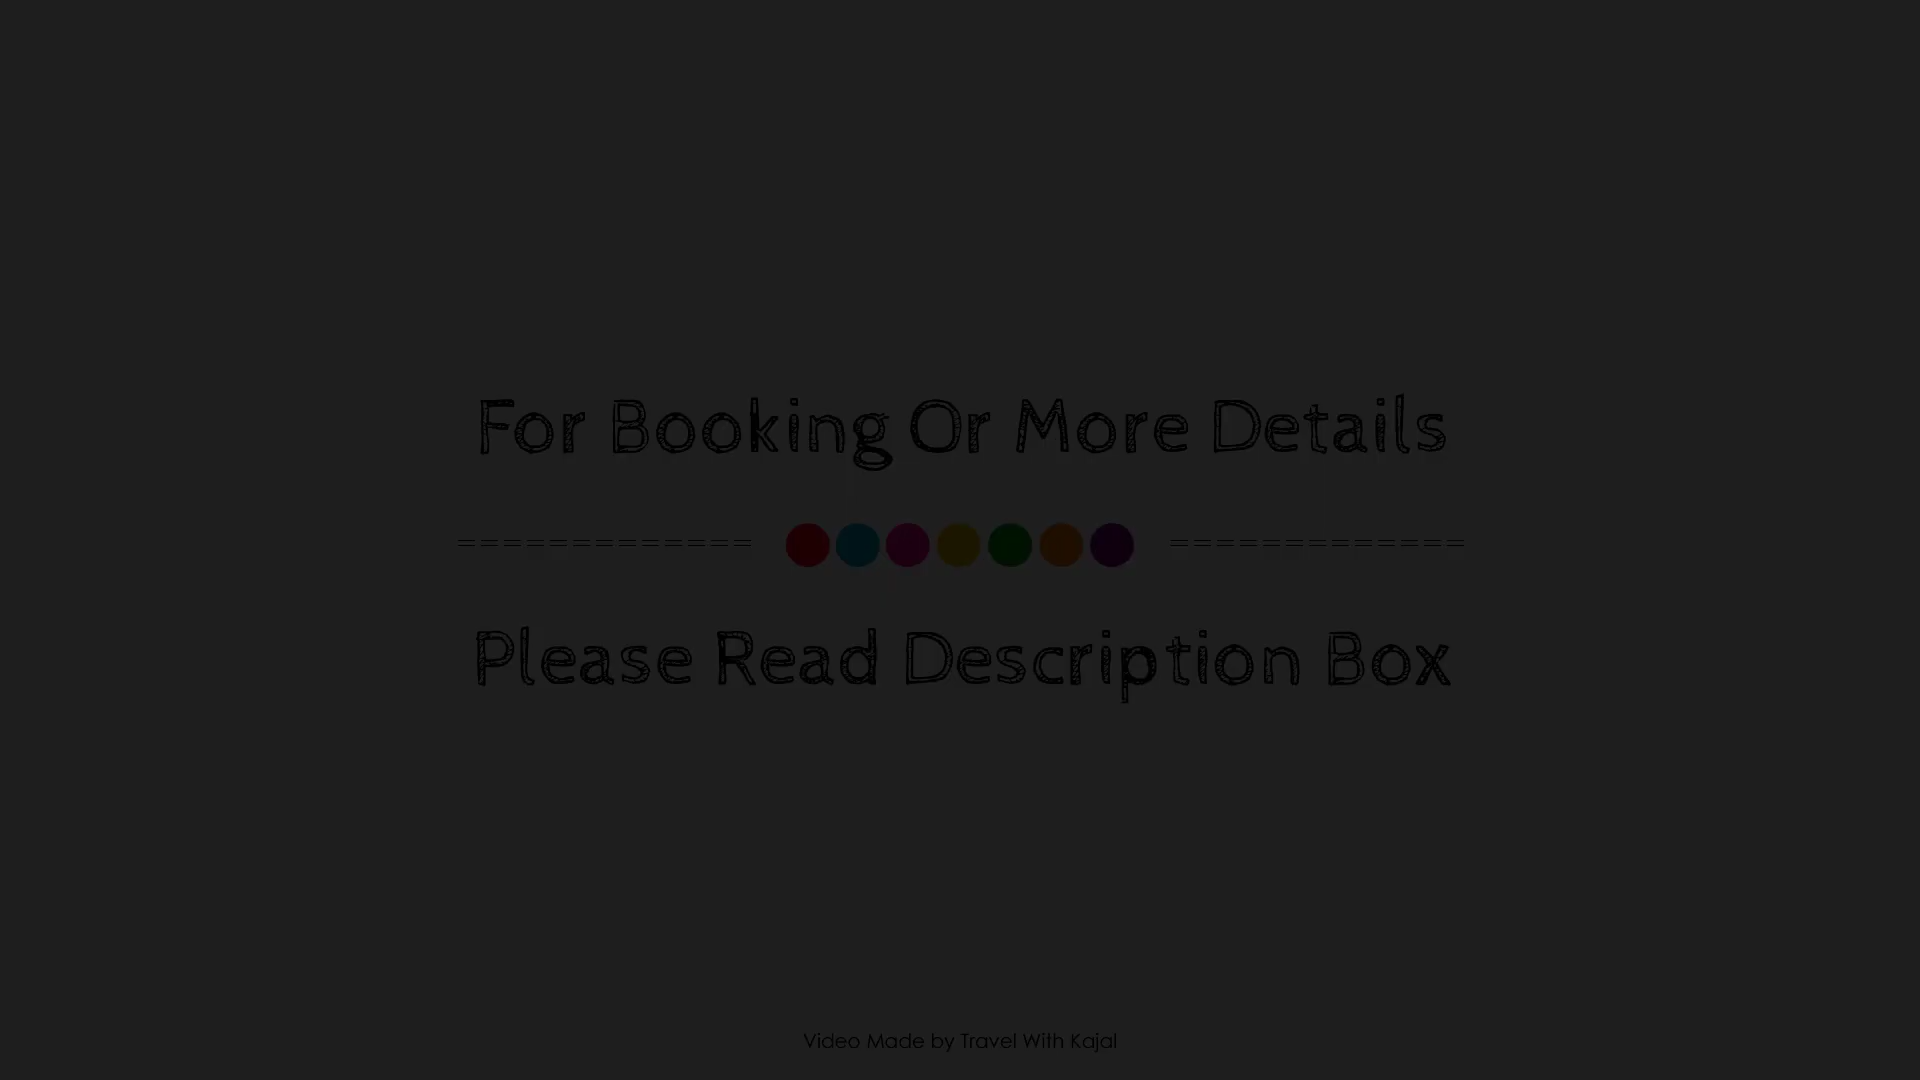 For Booking Or More Details
============= =============
Please Read Description Box
Video Made by Travel With Kajal